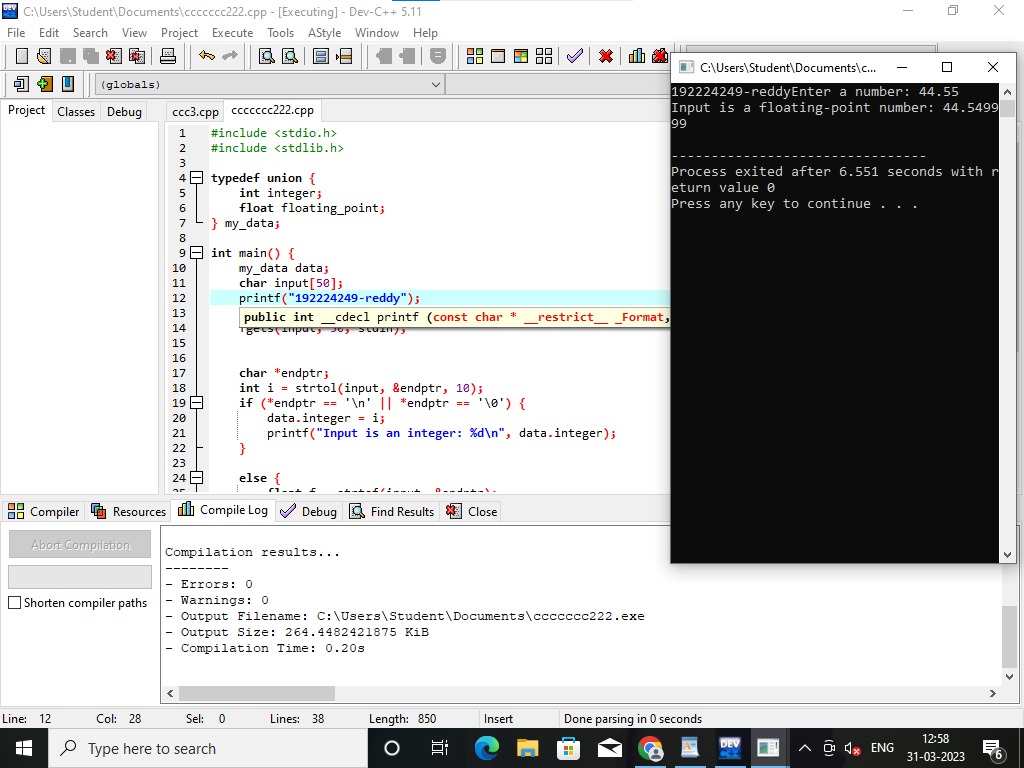 C:\Users\Student\Documents\ccccccc222.cpp - [Executing] - Dev-C++ 5.11
File Edit Search View Project Execute Tools AStyle Window Help
(globals)
Project Classes Debug
ccc3.cpp ccccccc222.cpp
1 #include <stdio.h>
2 #include <stdlib.h>
3
4 typedef union {
5 int integer;
6 float floating_point;
7 } my_data;
8
9 int main() {
10 my_data data;
11 char input[50];
12 printf("192224249-reddy");
13 public int __cdecl printf (const char * __restrict__ _Format,
14 fgets(input, 50, stdin);
15
16
17 char *endptr;
18 int i = strtol(input, &endptr, 10);
19 if (*endptr == '\n' || *endptr == '\0') {
20 data.integer = i;
21 printf("Input is an integer: %d\n", data.integer);
22 }
23
24 else {
C:\Users\Student\Documents\c...
192224249-reddyEnter a number: 44.55
Input is a floating-point number: 44.5499
99
--------------------------------
Process exited after 6.551 seconds with r
eturn value 0
Press any key to continue . . .
Compiler Resources Compile Log Debug Find Results Close
Abort Compilation
Shorten compiler paths
Compilation results...
--------
- Errors: 0
- Warnings: 0
- Output Filename: C:\Users\Student\Documents\ccccccc222.exe
- Output Size: 264.4482421875 KiB
- Compilation Time: 0.20s
Line: 12 Col: 28 Sel: 0 Lines: 38 Length: 850 Insert Done parsing in 0 seconds
Type here to search
DEV
ENG
12:58
31-03-2023
6